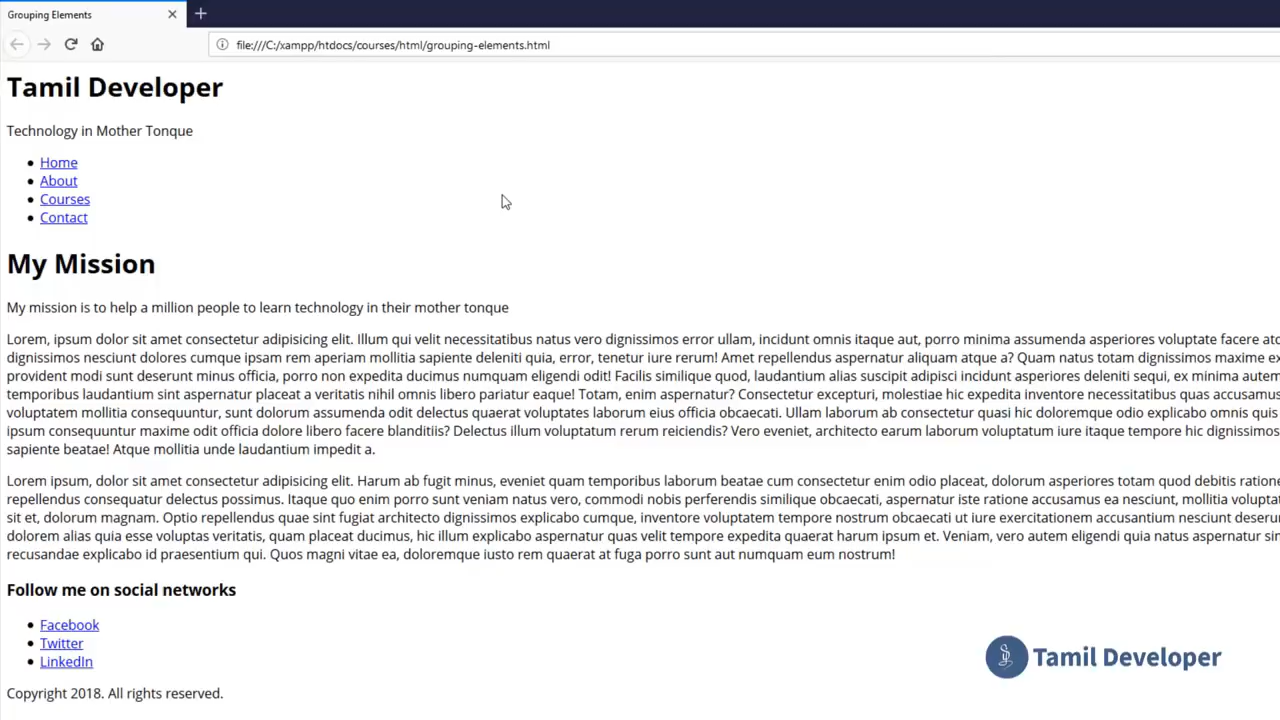 Grouping Elements
file:///C:/xampp/htdocs/courses/html/grouping-elements.html
Tamil Developer
Technology in Mother Tonque
Home
About
Courses
Contact
My Mission
My mission is to help a million people to learn technology in their mother tonque
Lorem, ipsum dolor sit amet consectetur adipisicing elit. Illum qui velit necessitatibus natus vero dignissimos error ullam, incidunt omnis itaque aut, porro minima assumenda asperiores voluptate facere atq
dignissimos nesciunt dolores cumque ipsam rem aperiam mollitia sapiente deleniti quia, error, tenetur iure rerum! Amet repellendus aspernatur aliquam atque a? Quam natus totam dignissimos maxime ex
provident modi sunt deserunt minus officia, porro non expedita ducimus numquam eligendi odit! Facilis similique quod, laudantium alias suscipit adipisci incidunt asperiores deleniti sequi, ex minima autem
temporibus laudantium sint aspernatur placeat a veritatis nihil omnis libero pariatur eaque! Totam, enim aspernatur? Consectetur excepturi, molestiae hic expedita inventore necessitatibus quas accusamus
voluptatem mollitia consequuntur, sunt dolorum assumenda odit delectus quaerat voluptates laborum eius officia obcaecati. Ullam laborum ab consectetur quasi hic doloremque odio explicabo omnis quis
ipsum consequuntur maxime odit officia dolore libero facere blanditiis? Delectus illum voluptatum rerum reiciendis? Vero eveniet, architecto earum laborum voluptatum iure itaque tempore hic dignissimos
sapiente beatae! Atque mollitia unde laudantium impedit a.
Lorem ipsum, dolor sit amet consectetur adipisicing elit. Harum ab fugit minus, eveniet quam temporibus laborum beatae cum consectetur enim odio placeat, dolorum asperiores totam quod debitis ratione
repellendus consequatur delectus possimus. Itaque quo enim porro sunt veniam natus vero, commodi nobis perferendis similique obcaecati, aspernatur iste ratione accusamus ea nesciunt, mollitia voluptat
sit et, dolorum magnam. Optio repellendus quae sint fugiat architecto dignissimos explicabo cumque, inventore voluptatem tempore nostrum obcaecati ut iure exercitationem accusantium nesciunt deserun
dolorem alias quia esse voluptas veritatis, quam placeat ducimus, hic illum explicabo aspernatur quas velit tempore expedita quaerat harum ipsum et. Veniam, vero autem eligendi quia natus aspernatur sin
recusandae explicabo id praesentium qui. Quos magni vitae ea, doloremque iusto rem quaerat at fuga porro sunt aut numquam eum nostrum!
Follow me on social networks
Facebook
Twitter
LinkedIn
Tamil Developer
Copyright 2018. All rights reserved.